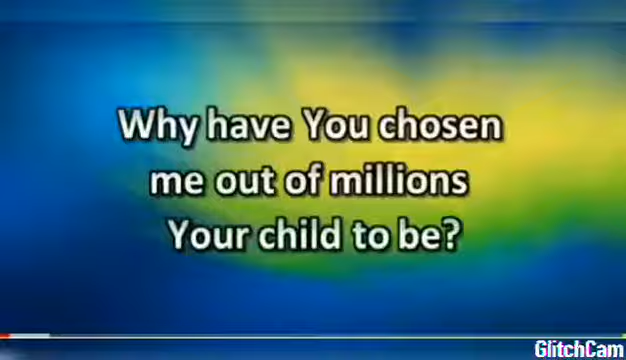 Why have You chosen
me out of millions
Your child to be?
GlitchCam